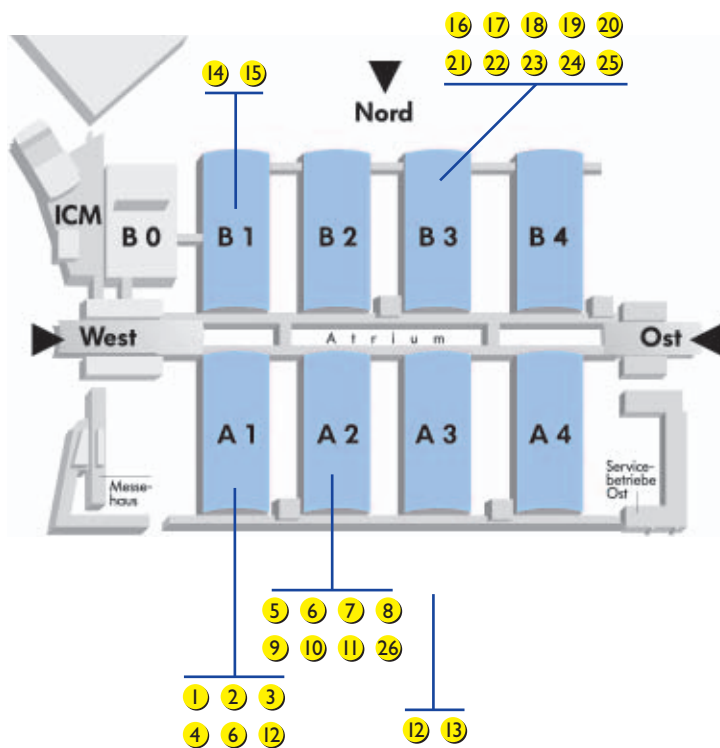 16 17 18 19 20
21 22 23 24 25
14 15
Nord
ICM
B 0
B 1
B 2
B 3
B 4
West
Atrium
Ost
A 1
A 2
A 3
A 4
Messe-
haus
Service-
betriebe
Ost
5 6 7 8
9 10 11 26
1 2 3
4 6 12
12 13